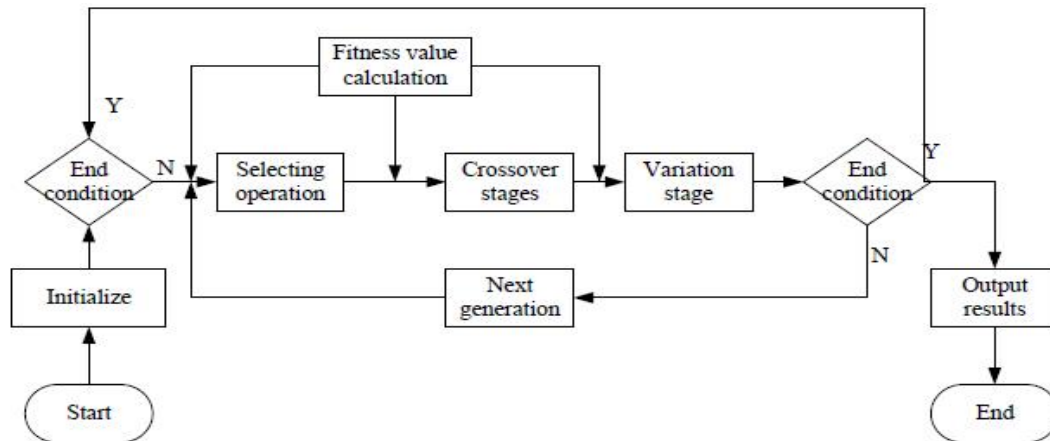 Fitness value
calculation
Y
End
condition
N
Selecting
operation
Crossover
stages
Variation
stage
End
condition
Y
N
Initialize
Next
generation
Output
results
Start
End